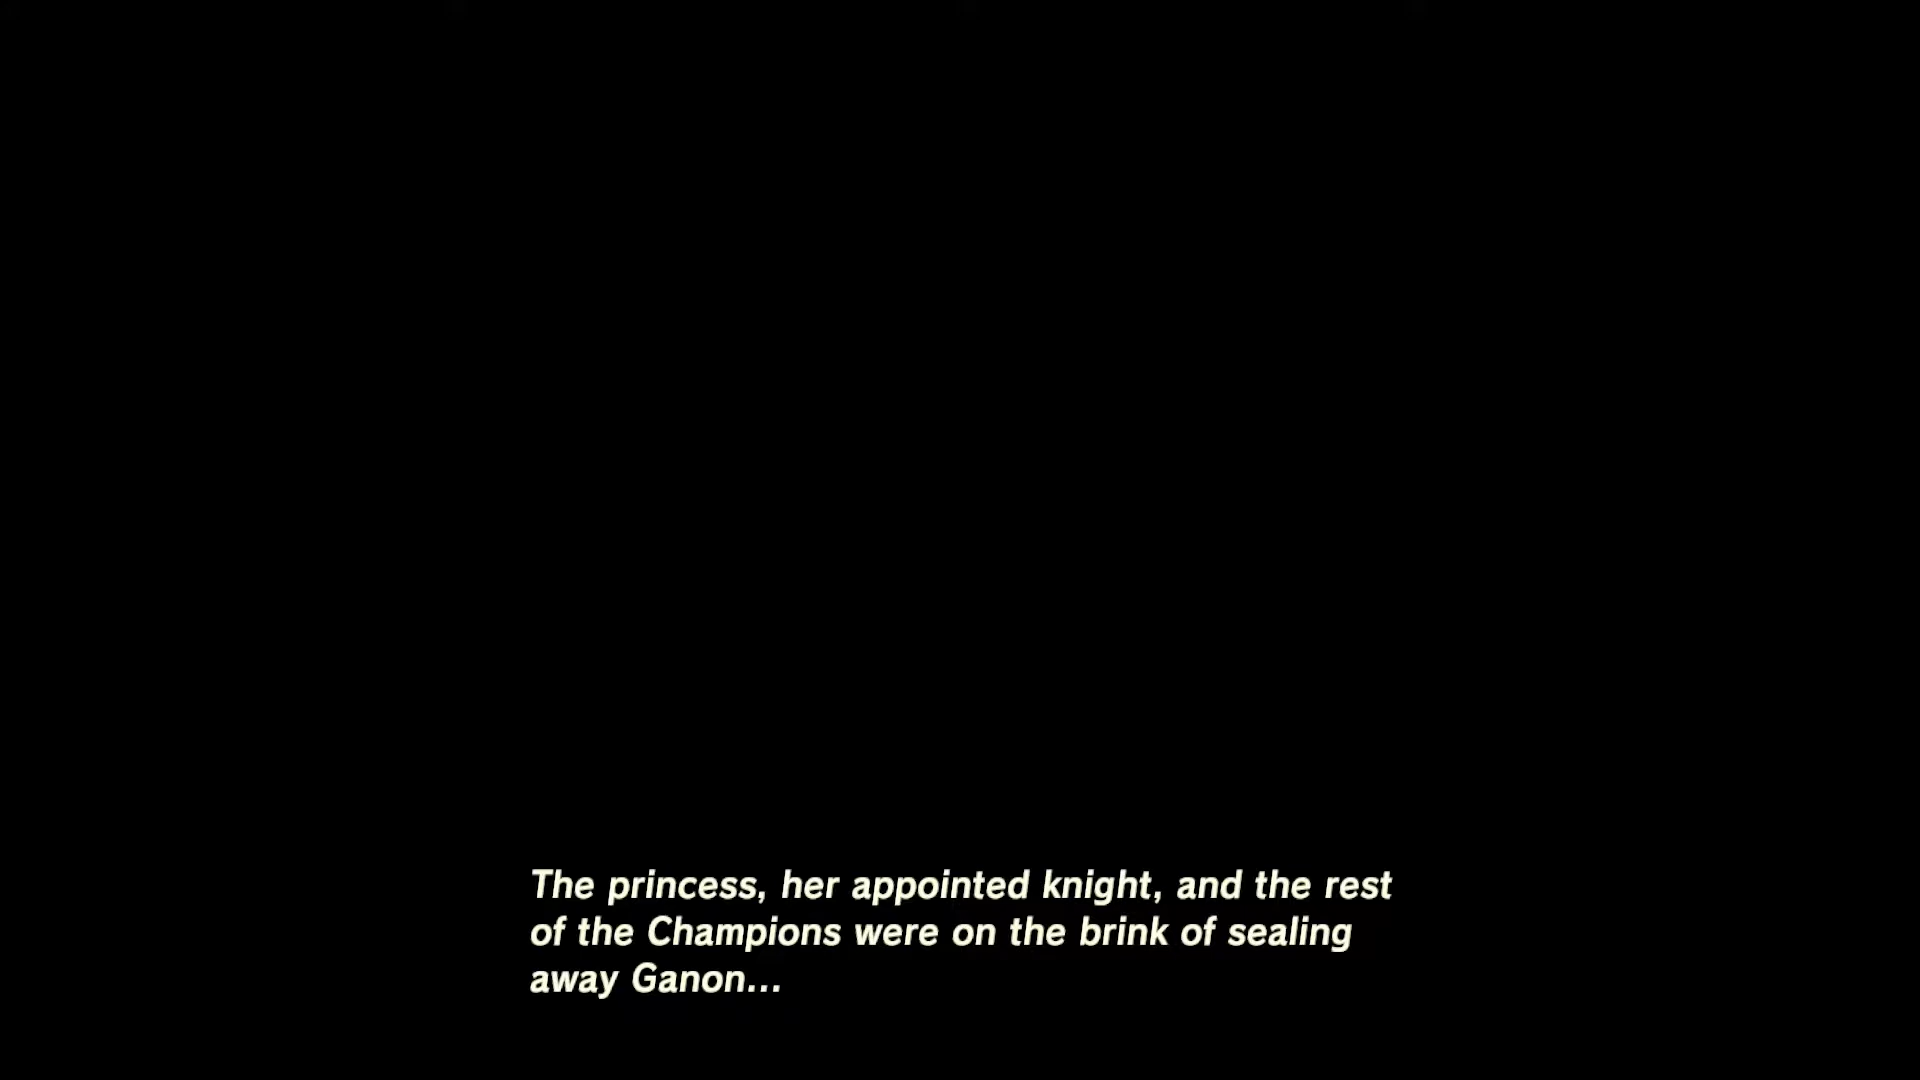 The princess, her appointed knight, and the rest
of the Champions were on the brink of sealing
away Ganon...